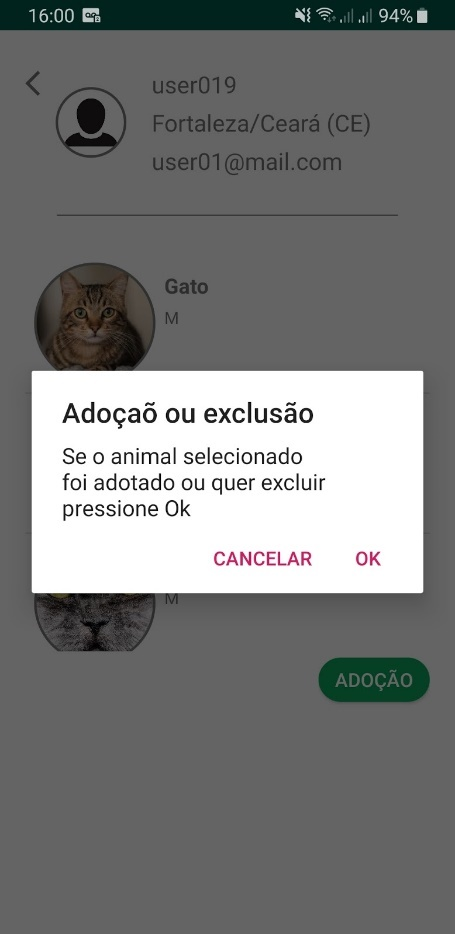 16:00
94%
user019
Fortaleza/Ceará (CE)
user01@mail.com
Gato
M
Adoçaõ ou exclusão
Se o animal selecionado
foi adotado ou quer excluir
pressione Ok
CANCELAR OK
M
ADOÇÃO